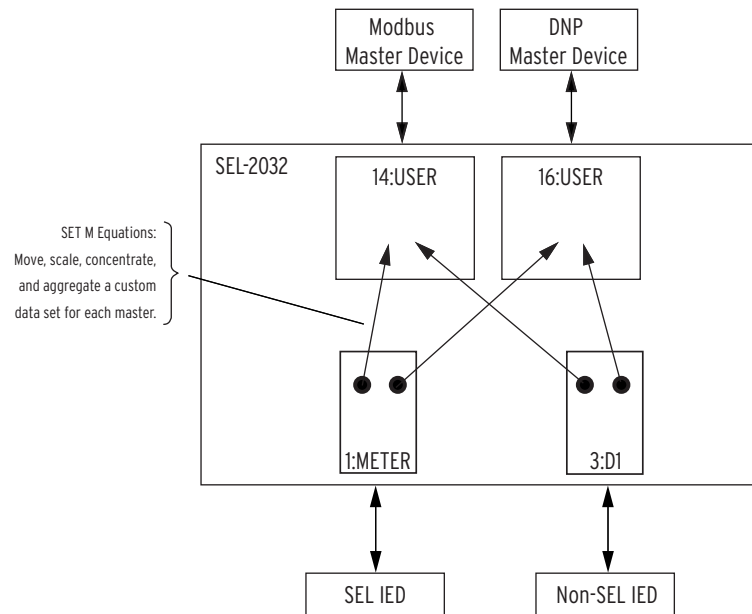 Modbus
Master Device
DNP
Master Device
SEL-2032
14:USER
16:USER
SET M Equations:
Move, scale, concentrate,
and aggregate a custom
data set for each master.
1:METER
3:D1
SEL IED
Non-SEL IED